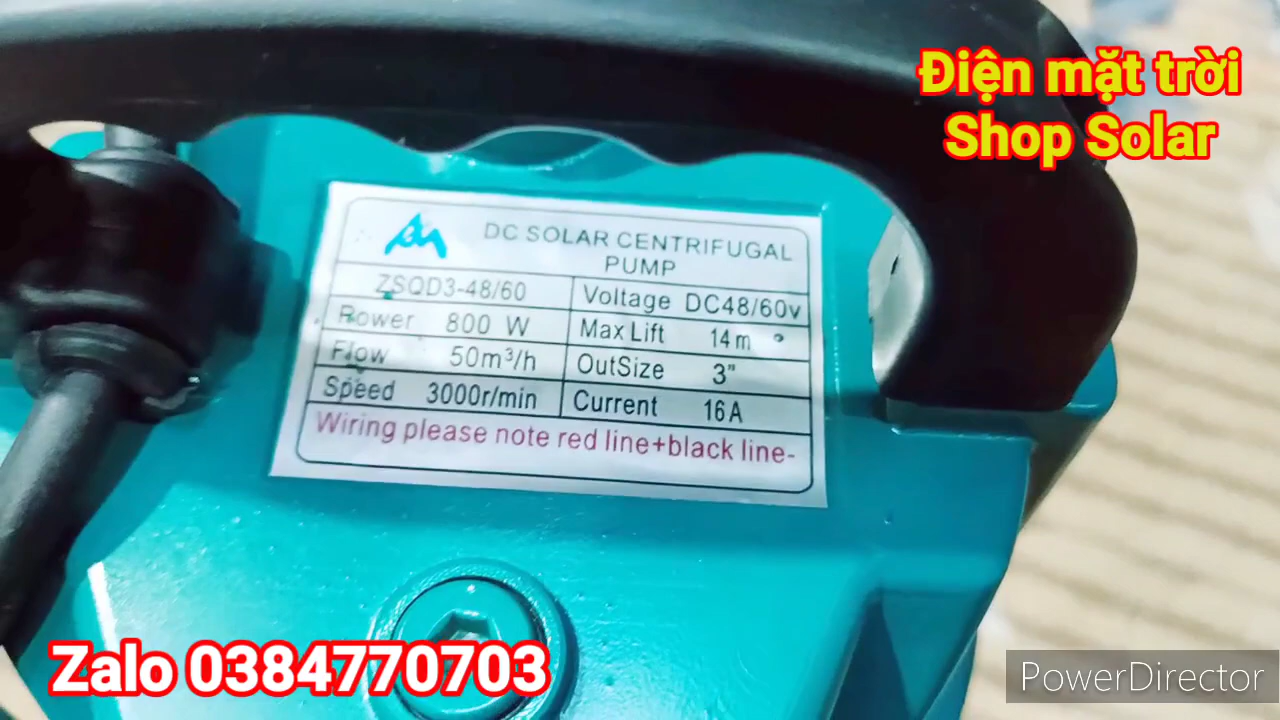 Điện mặt trời
Shop Solar
DC SOLAR CENTRIFUGAL
PUMP
ZSQD3-48/60 Voltage DC48/60v
Power 800 W Max Lift 14m
Flow 50m³/h OutSize 3"
Speed 3000r/min Current 16A
Wiring please note red line+black line-
Zalo 0384770703
PowerDirector